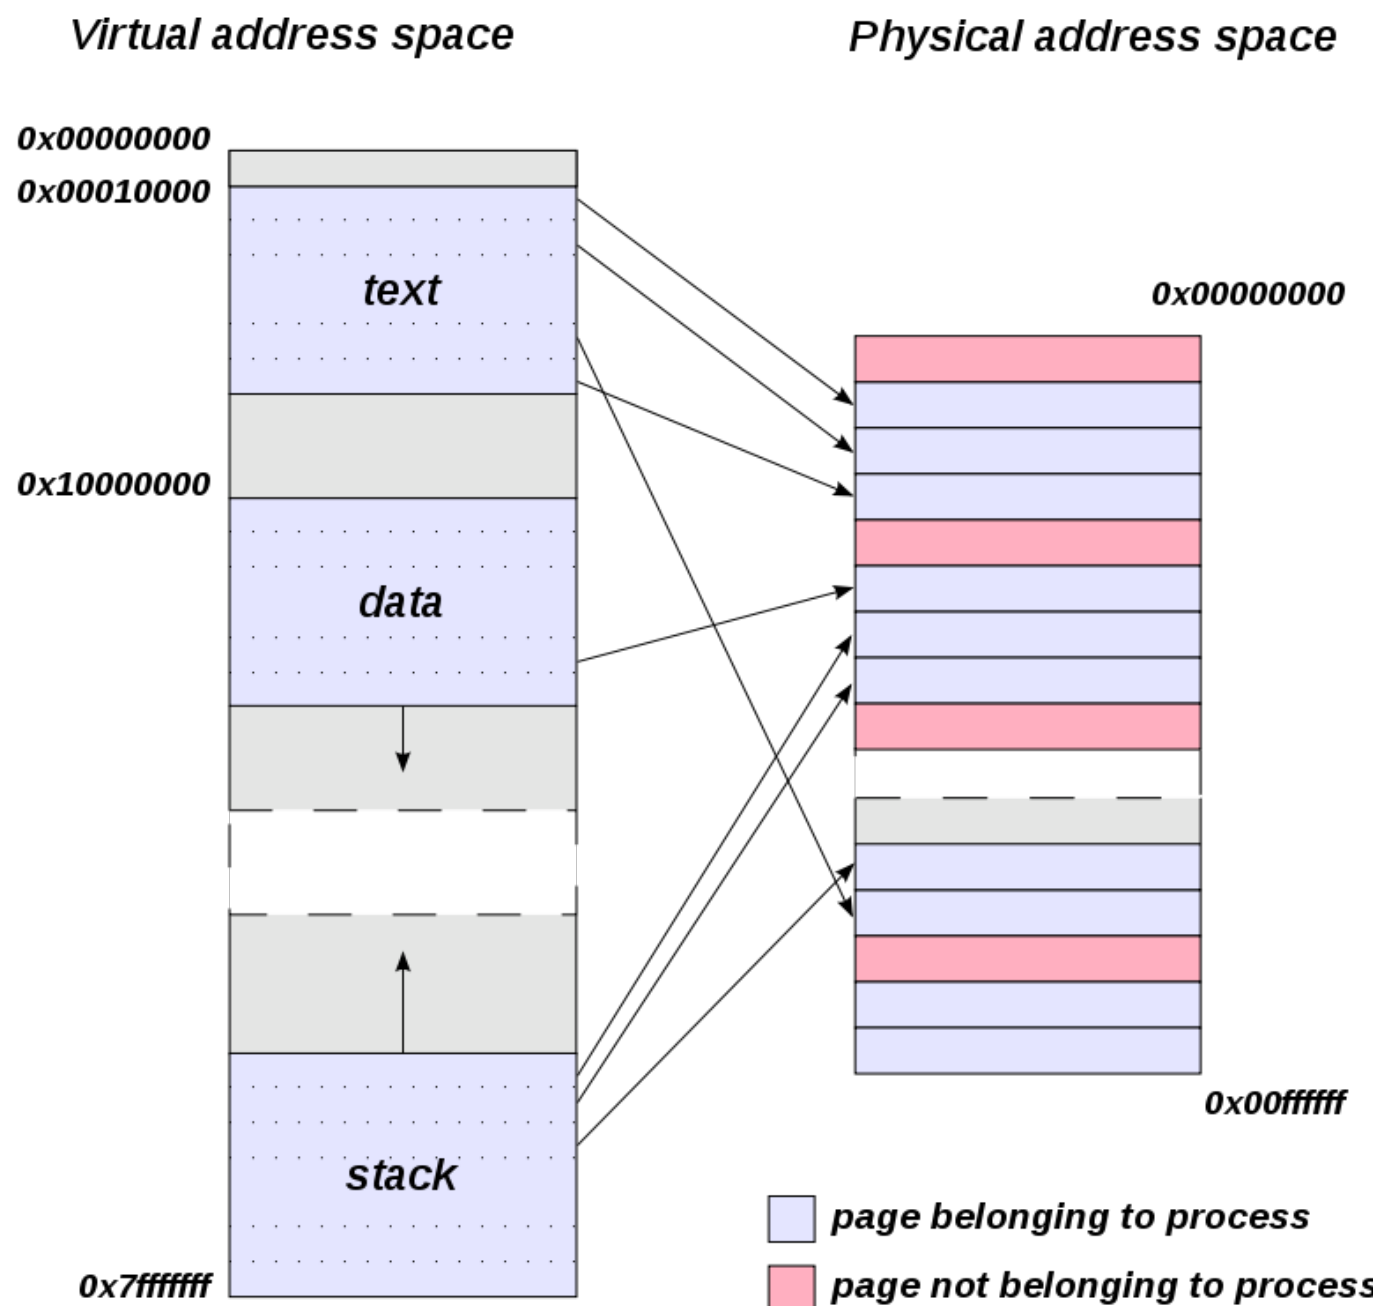 Virtual address space
Physical address space
0x00000000
0x00010000
text
0x00000000
0x10000000
data
stack
0x00ffffff
page belonging to process
0x7fffffff
page not belonging to process